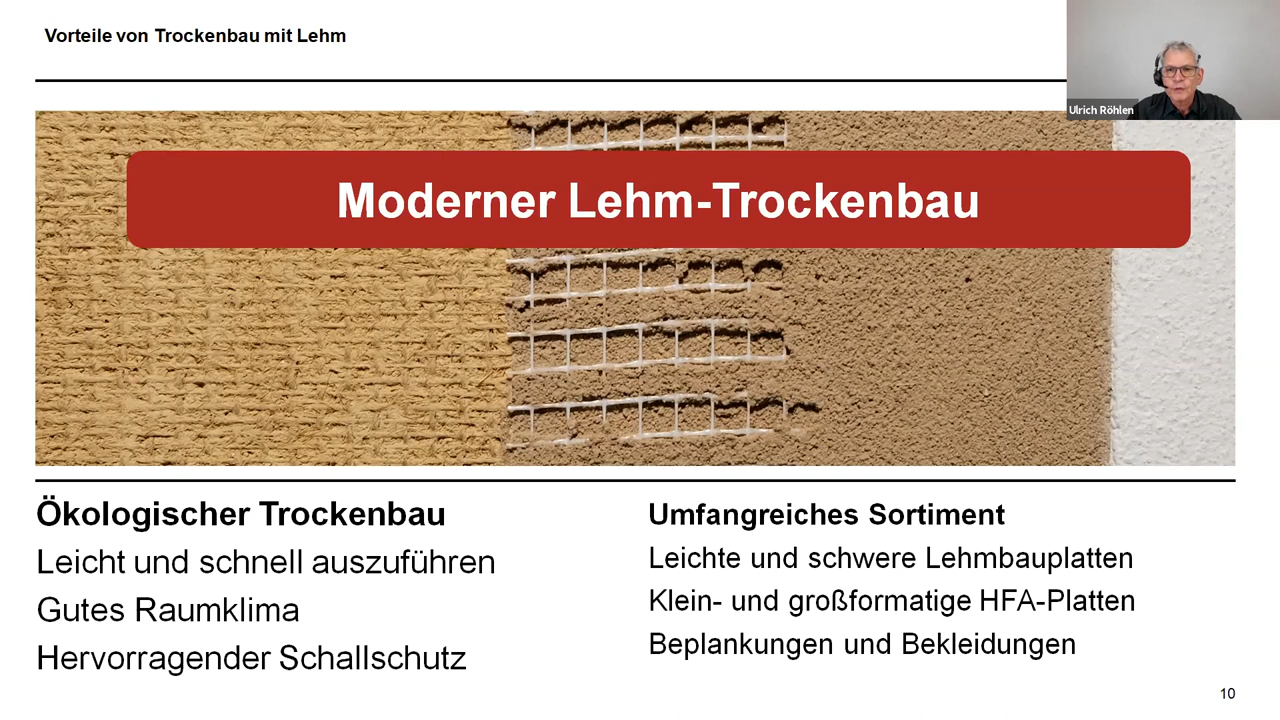 Vorteile von Trockenbau mit Lehm
Ulrich Röhlen
Moderner Lehm-Trockenbau
Ökologischer Trockenbau
Leicht und schnell auszuführen
Gutes Raumklima
Hervorragender Schallschutz
Umfangreiches Sortiment
Leichte und schwere Lehmbauplatten
Klein- und großformatige HFA-Platten
Beplankungen und Bekleidungen
10